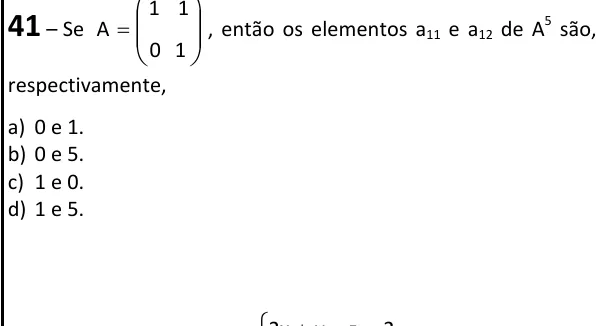 41 – Se A = ( 1 1
0 1 ) , então os elementos a₁₁ e a₁₂ de A⁵ são,
respectivamente,
a) 0 e 1.
b) 0 e 5.
c) 1 e 0.
d) 1 e 5.